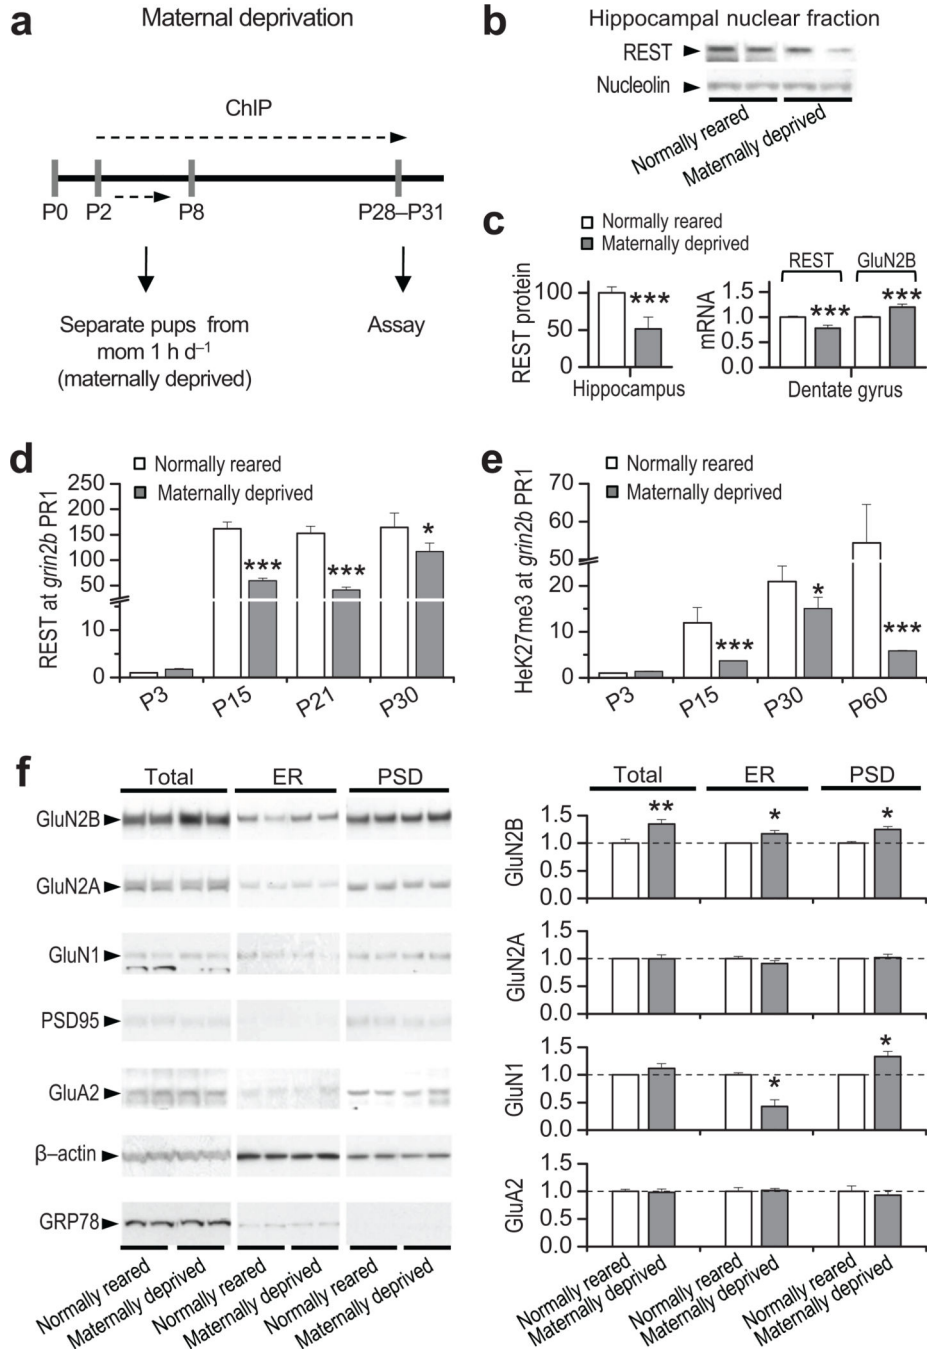 a
Maternal deprivation
ChIP
P0 P2 P8 P28–P31
Separate pups from
mom 1 h d–1
(maternally deprived)
Assay
b
Hippocampal nuclear fraction
REST
Nucleolin
Normally reared
Maternally deprived
c
Normally reared
Maternally deprived
REST protein
100
50
0
***
Hippocampus
mRNA
1.5
1.0
0.5
0.0
REST GluN2B
*** ***
Dentate gyrus
d
Normally reared
Maternally deprived
REST at grin2b PR1
250
200
150
100
50
10
0
*** *** *
P3 P15 P21 P30
e
Normally reared
Maternally deprived
HeK27me3 at grin2b PR1
70
60
50
20
10
0
*** * ***
P3 P15 P30 P60
f
Total ER PSD
GluN2B
GluN2A
GluN1
PSD95
GluA2
β–actin
GRP78
Normally reared
Maternally deprived
Normally reared
Maternally deprived
Normally reared
Maternally deprived
Total ER PSD
GluN2B
1.5
1.0
0.5
0.0
** * *
GluN2A
1.5
1.0
0.5
0.0
GluN1
1.5
1.0
0.5
0.0
* *
GluA2
1.5
1.0
0.5
0.0
Normally reared
Maternally deprived
Normally reared
Maternally deprived
Normally reared
Maternally deprived